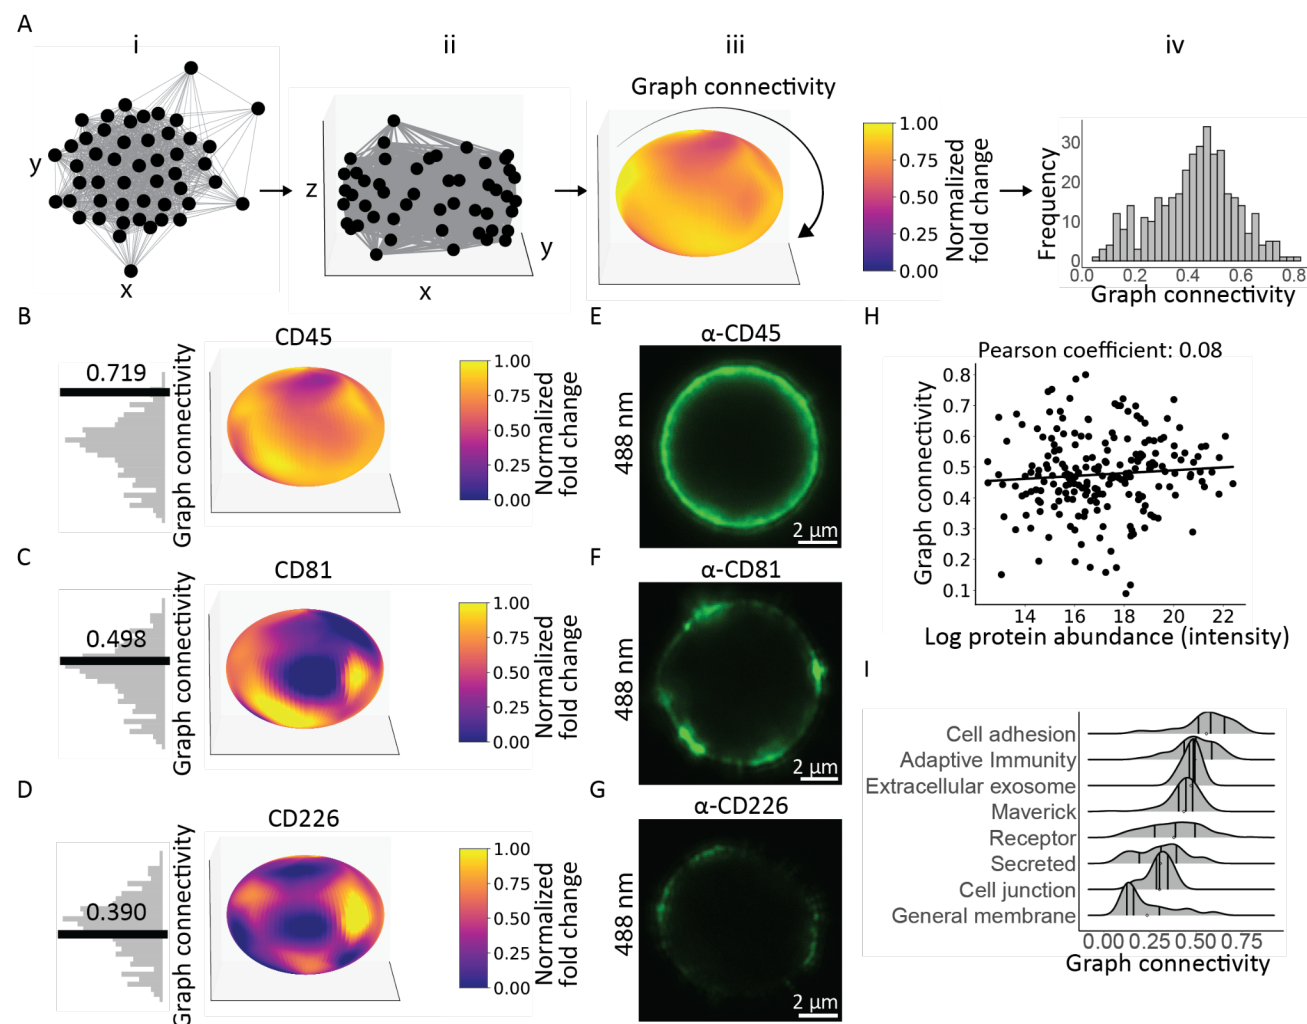 A
i
ii
iii
iv
y
x
z
y
x
Graph connectivity
1.00
0.75
0.50
0.25
0.00
Normalized
fold change
Frequency
30
20
10
0
0.0
0.2
0.4
0.6
0.8
Graph connectivity
B
0.719
Graph connectivity
CD45
1.00
0.75
0.50
0.25
0.00
Normalized
fold change
C
0.498
Graph connectivity
CD81
1.00
0.75
0.50
0.25
0.00
Normalized
fold change
D
0.390
Graph connectivity
CD226
1.00
0.75
0.50
0.25
0.00
Normalized
fold change
E
α-CD45
488 nm
2 µm
F
α-CD81
488 nm
2 µm
G
α-CD226
488 nm
2 µm
H
Pearson coefficient: 0.08
Graph connectivity
0.8
0.7
0.6
0.5
0.4
0.3
0.2
0.1
14
16
18
20
22
Log protein abundance (intensity)
I
Cell adhesion
Adaptive Immunity
Extracellular exosome
Maverick
Receptor
Secreted
Cell junction
General membrane
0.00 0.25 0.50 0.75
Graph connectivity